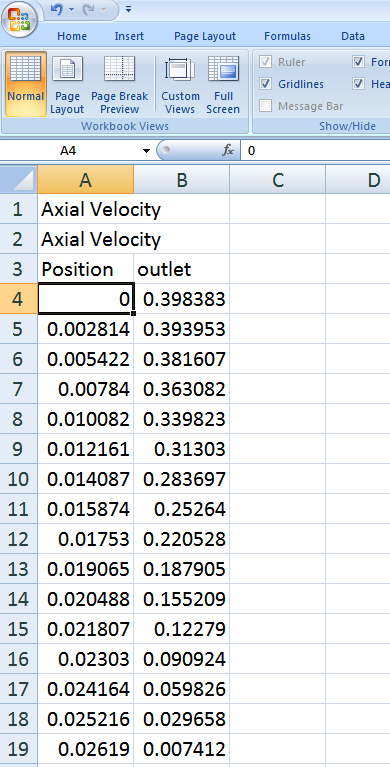 Home Insert Page Layout Formulas Data
Ruler For
Gridlines Hea
Message Bar
Normal Page Layout Page Break Preview Custom Views Full Screen
Workbook Views Show/Hide
A4 fx 0
A B C D
1 Axial Velocity
2 Axial Velocity
3 Position outlet
4 0 0.398383
5 0.002814 0.393953
6 0.005422 0.381607
7 0.00784 0.363082
8 0.010082 0.339823
9 0.012161 0.31303
10 0.014087 0.283697
11 0.015874 0.25264
12 0.01753 0.220528
13 0.019065 0.187905
14 0.020488 0.155209
15 0.021807 0.12279
16 0.02303 0.090924
17 0.024164 0.059826
18 0.025216 0.029658
19 0.02619 0.007412